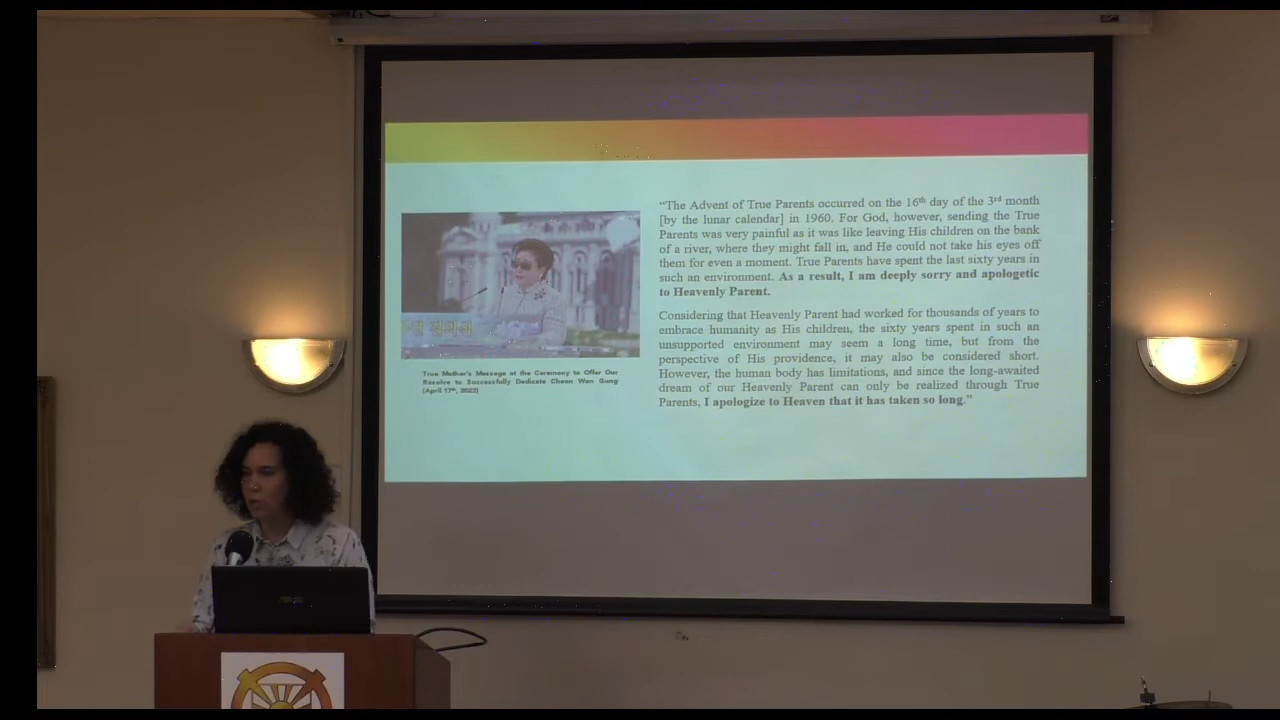 "The Advent of True Parents occurred on the 16th day of the 3rd month
[by the lunar calendar] in 1960. For God, however, sending the True
Parents was very painful as it was like leaving His children on the bank
of a river, where they might fall in, and He could not take his eyes off
them for even a moment. True Parents have spent the last sixty years in
such an environment. As a result, I am deeply sorry and apologetic
to Heavenly Parent.
Considering that Heavenly Parent had worked for thousands of years to
embrace humanity as His children, the sixty years spent in such an
unsupported environment may seem a long time, but from the
perspective of His providence, it may also be considered short.
However, the human body has limitations, and since the long-awaited
dream of our Heavenly Parent can only be realized through True
Parents, I apologize to Heaven that it has taken so long."
True Mother's Message at the Ceremony to Offer Our
Resolve to Successfully Dedicate Cheon Won Gung
(April 17th, 2022)